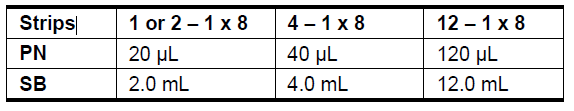 Strips 1 or 2 – 1 x 8 4 – 1 x 8 12 – 1 x 8
PN 20 µL 40 µL 120 µL
SB 2.0 mL 4.0 mL 12.0 mL